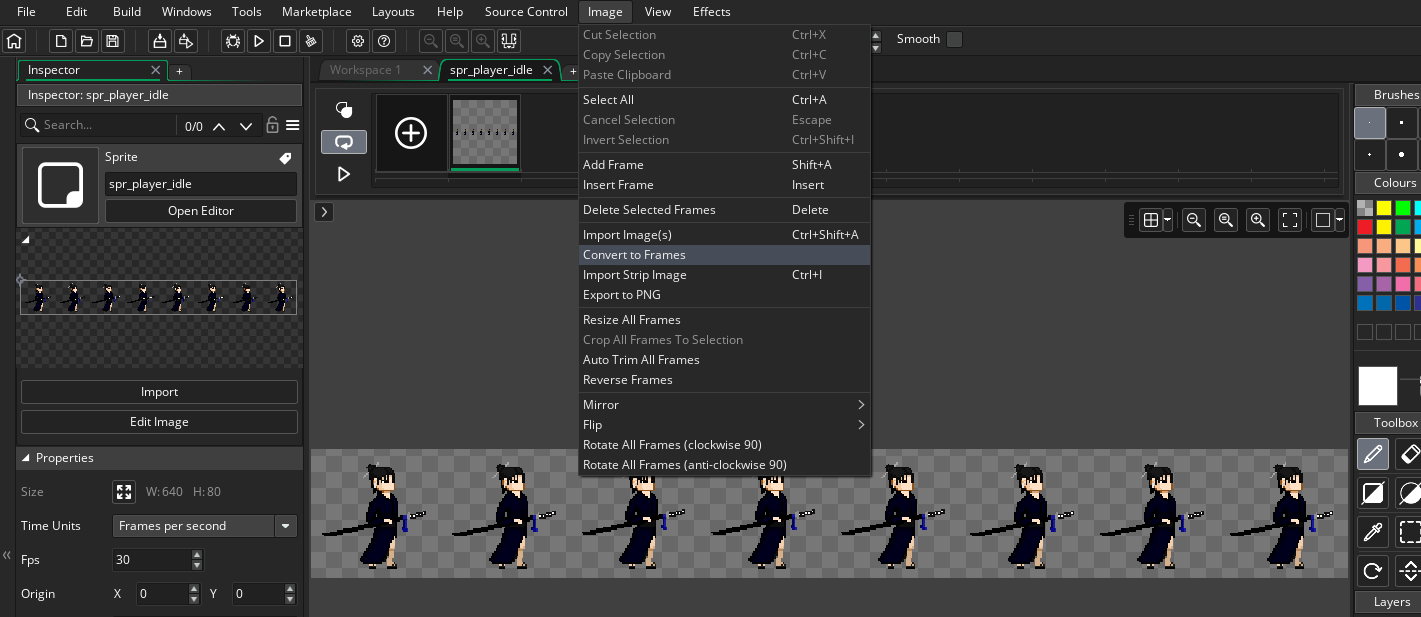 File Edit Build Windows Tools Marketplace Layouts Help Source Control Image View Effects
Smooth
Inspector
Workspace 1
spr_player_idle
Inspector: spr_player_idle
Search...
0/0
Sprite
spr_player_idle
Open Editor
Import
Edit Image
Properties
Size W: 640 H: 80
Time Units Frames per second
Fps 30
Origin X 0 Y 0
Cut Selection Ctrl+X
Copy Selection Ctrl+C
Paste Clipboard Ctrl+V
Select All Ctrl+A
Cancel Selection Escape
Invert Selection Ctrl+Shift+I
Add Frame Shift+A
Insert Frame Insert
Delete Selected Frames Delete
Import Image(s) Ctrl+Shift+A
Convert to Frames
Import Strip Image Ctrl+I
Export to PNG
Resize All Frames
Crop All Frames To Selection
Auto Trim All Frames
Reverse Frames
Mirror
Flip
Rotate All Frames (clockwise 90)
Rotate All Frames (anti-clockwise 90)
Brushes
Colours
Toolbox
Layers